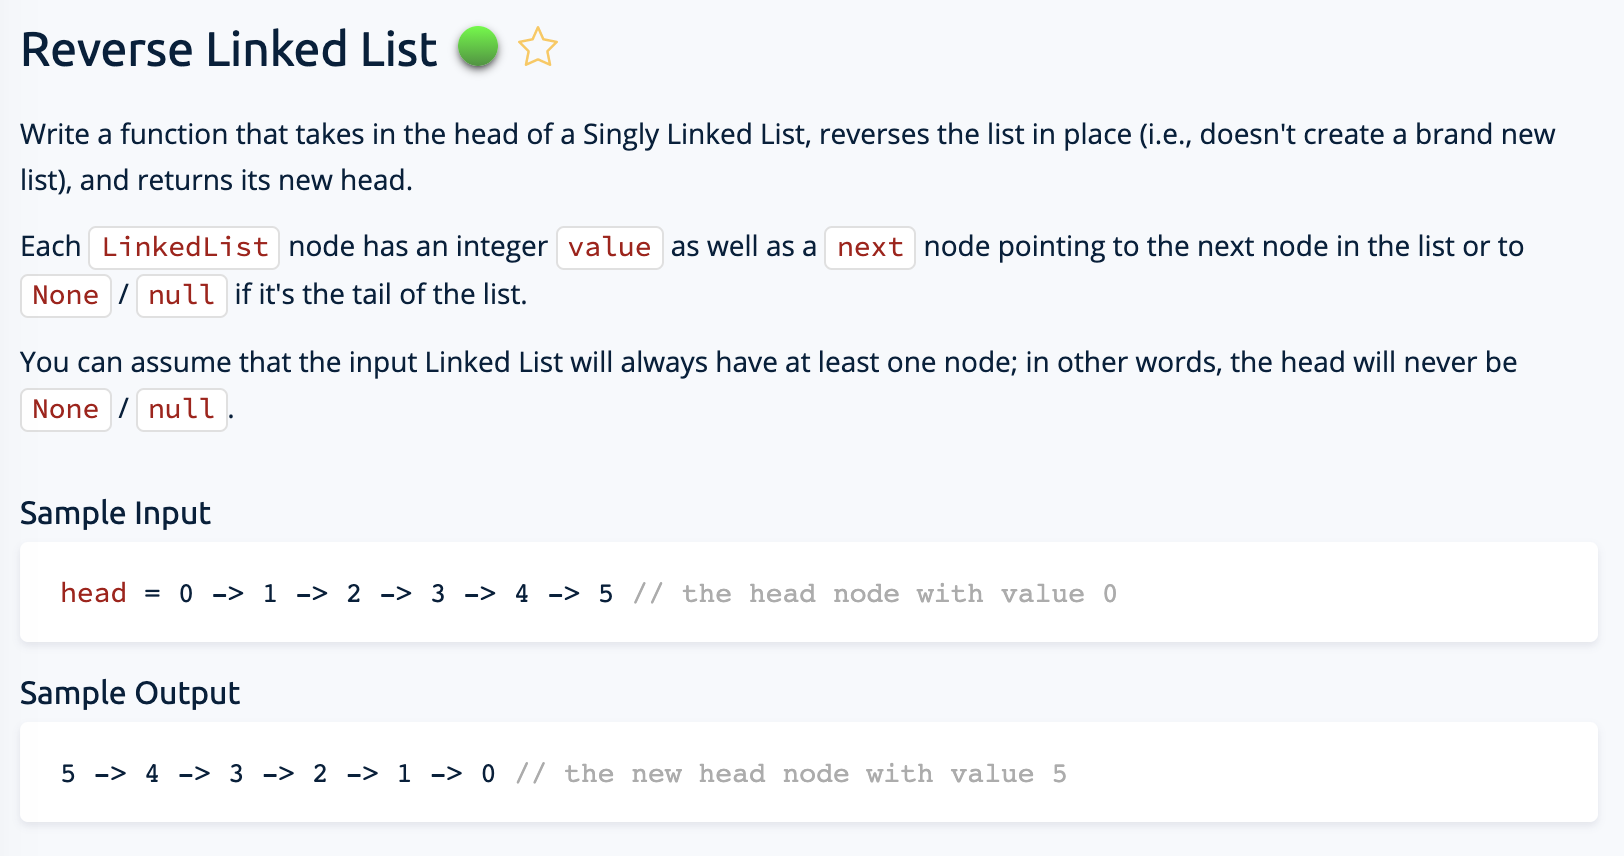 Reverse Linked List
Write a function that takes in the head of a Singly Linked List, reverses the list in place (i.e., doesn't create a brand new
list), and returns its new head.
Each LinkedList node has an integer value as well as a next node pointing to the next node in the list or to
None / null if it's the tail of the list.
You can assume that the input Linked List will always have at least one node; in other words, the head will never be
None / null.
Sample Input
head = 0 -> 1 -> 2 -> 3 -> 4 -> 5 // the head node with value 0
Sample Output
5 -> 4 -> 3 -> 2 -> 1 -> 0 // the new head node with value 5